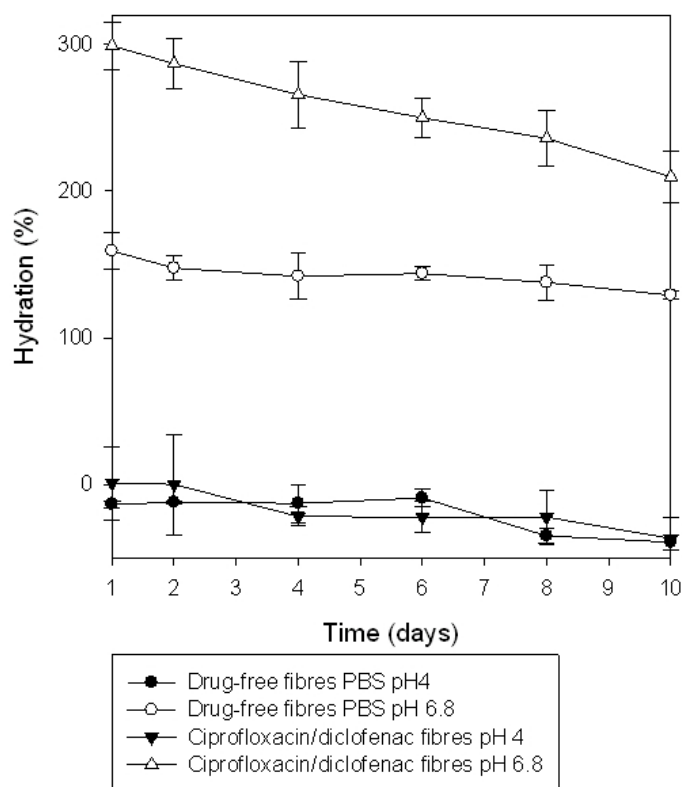 300
200
100
0
Hydration (%)
1 2 3 4 5 6 7 8 9 10
Time (days)
Drug-free fibres PBS pH4
Drug-free fibres PBS pH 6.8
Ciprofloxacin/diclofenac fibres pH 4
Ciprofloxacin/diclofenac fibres pH 6.8